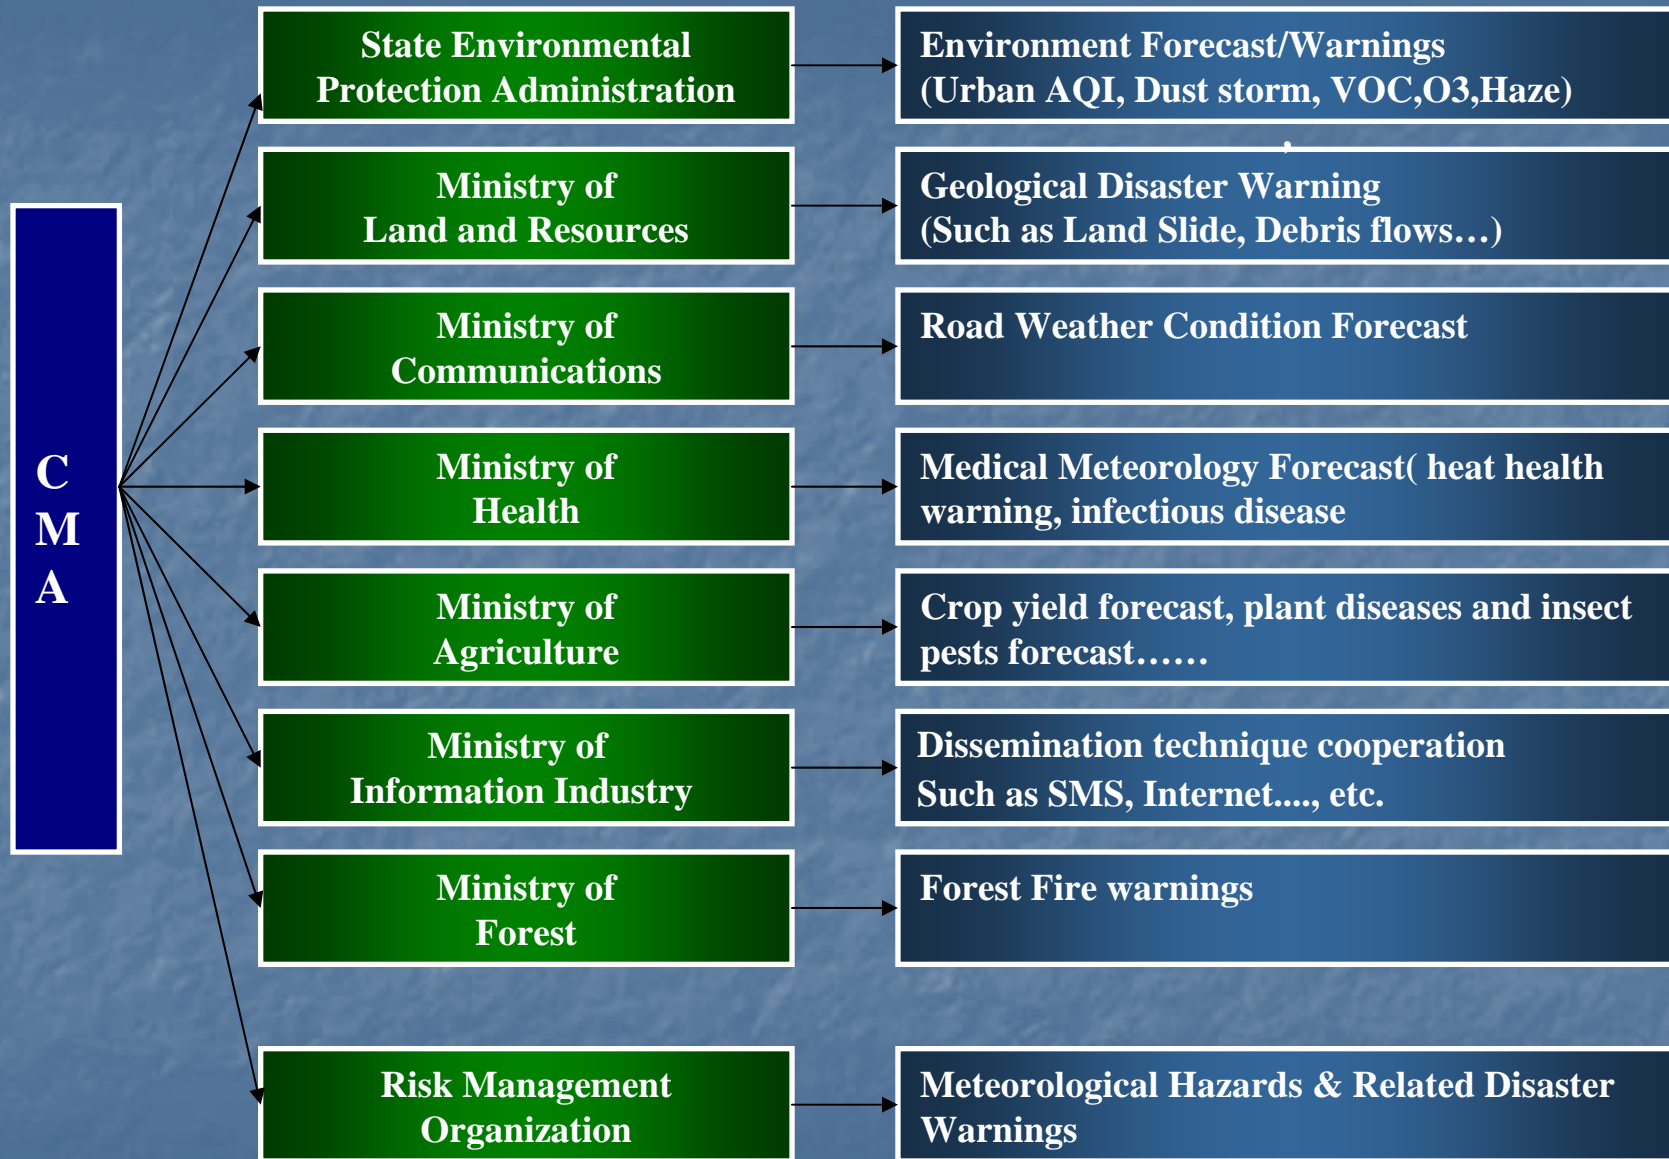 C
M
A
State Environmental
Protection Administration
Environment Forecast/Warnings
(Urban AQI, Dust storm, VOC,O3,Haze)
,
Ministry of
Land and Resources
Geological Disaster Warning
(Such as Land Slide, Debris flows…)
Ministry of
Communications
Road Weather Condition Forecast
Ministry of
Health
Medical Meteorology Forecast( heat health
warning, infectious disease
Ministry of
Agriculture
Crop yield forecast, plant diseases and insect
pests forecast……
Ministry of
Information Industry
Dissemination technique cooperation
Such as SMS, Internet...., etc.
Ministry of
Forest
Forest Fire warnings
Risk Management
Organization
Meteorological Hazards & Related Disaster
Warnings